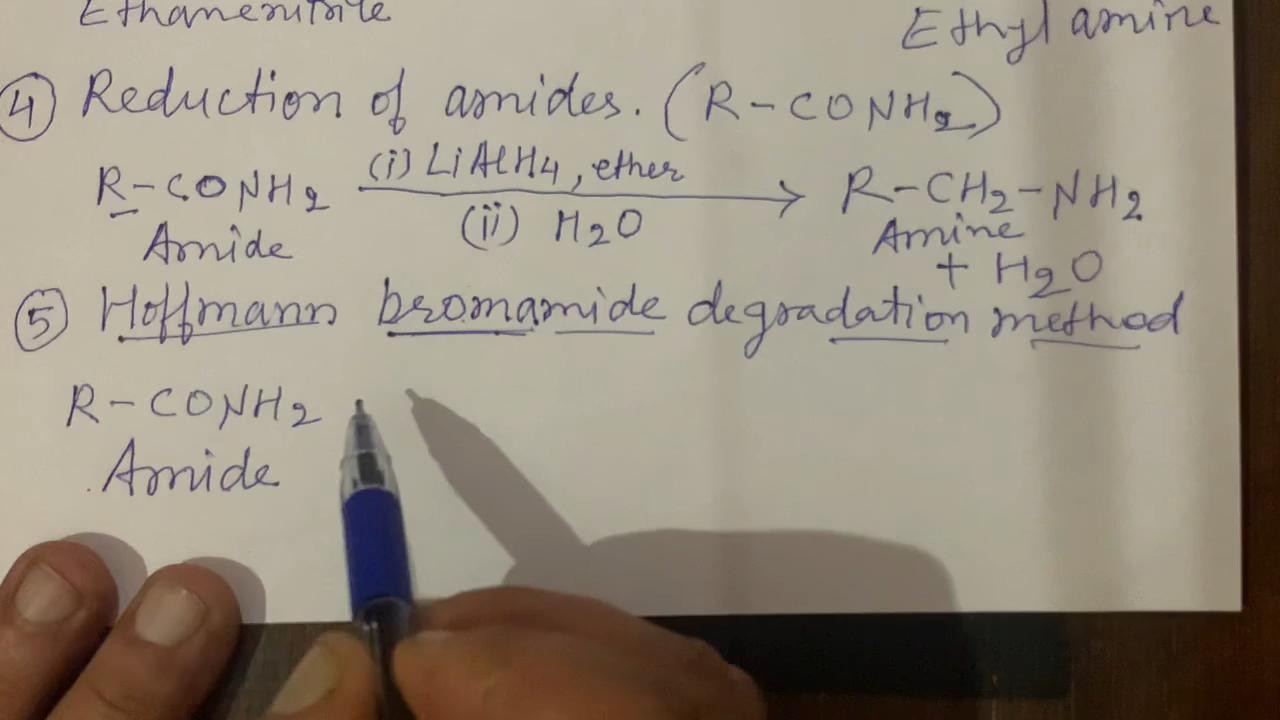 Ethanenitrile
Ethyl amine
④ Reduction of amides. (R-CONH₂)
R-CONH₂ (i) LiAlH4, ether → R-CH₂-NH₂
(ii) H₂O
Amide Amine
+ H₂O
⑤ Hoffmann bromamide degradation method
R-CONH₂
Amide